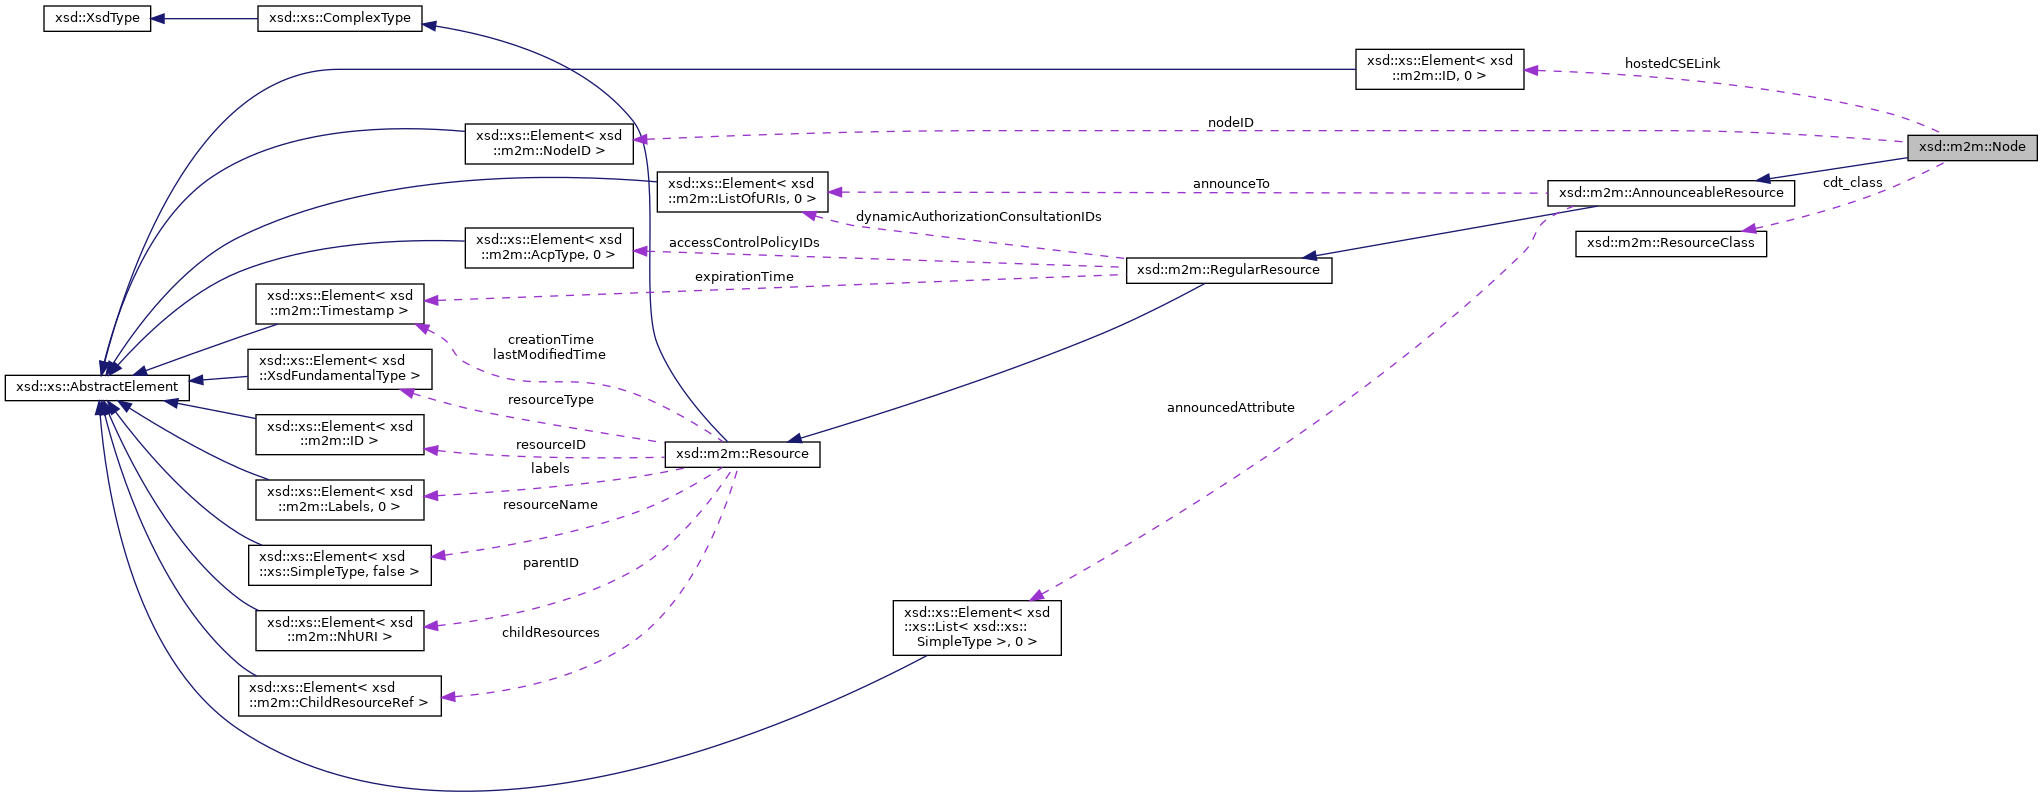 xsd::XsdType
xsd::xs::ComplexType
xsd::xs::Element< xsd
::m2m::ID, 0 >
hostedCSELink
nodeID
xsd::xs::Element< xsd
::m2m::NodeID >
xsd::m2m::Node
xsd::xs::Element< xsd
::m2m::ListOfURIs, 0 >
announceTo
xsd::m2m::AnnounceableResource
cdt_class
dynamicAuthorizationConsultationIDs
xsd::xs::Element< xsd
::m2m::AcpType, 0 >
accessControlPolicyIDs
xsd::m2m::ResourceClass
expirationTime
xsd::m2m::RegularResource
xsd::xs::Element< xsd
::m2m::Timestamp >
creationTime
lastModifiedTime
xsd::xs::Element< xsd
::XsdFundamentalType >
xsd::xs::AbstractElement
resourceType
announcedAttribute
xsd::xs::Element< xsd
::m2m::ID >
resourceID
xsd::m2m::Resource
labels
xsd::xs::Element< xsd
::m2m::Labels, 0 >
resourceName
xsd::xs::Element< xsd
::xs::SimpleType, false >
parentID
xsd::xs::Element< xsd
::m2m::NhURI >
childResources
xsd::xs::Element< xsd
::xs::List< xsd::xs::
SimpleType >, 0 >
xsd::xs::Element< xsd
::m2m::ChildResourceRef >